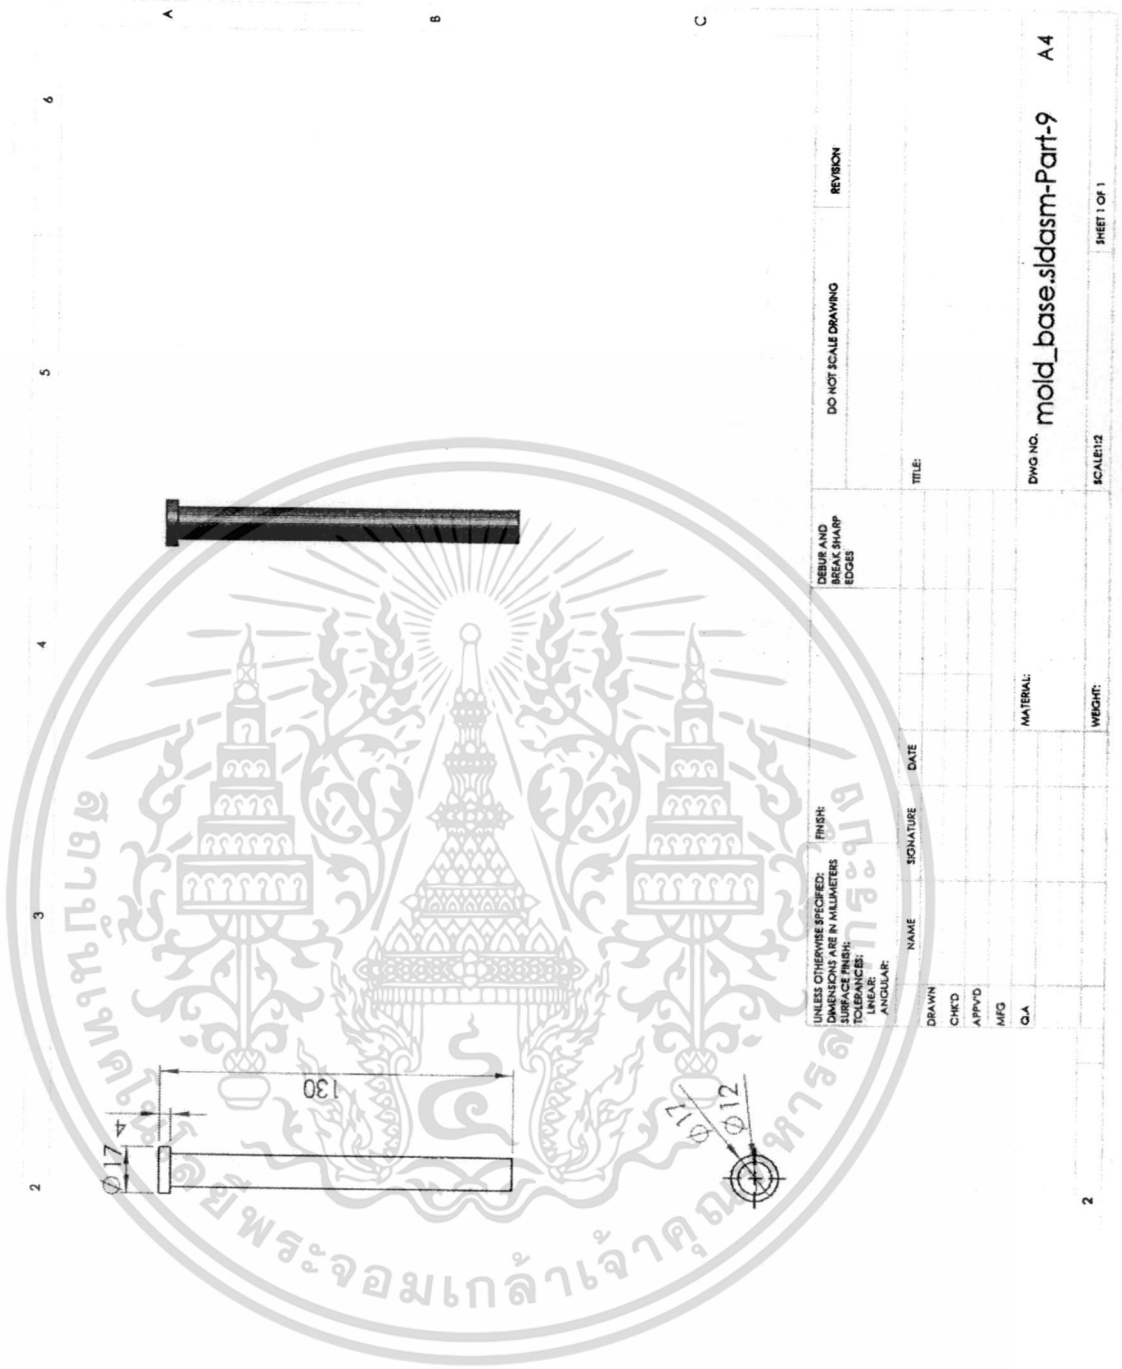 6
5
4
3
2
A
B
C
Ø17
4
130
Ø17
Ø12
UNLESS OTHERWISE SPECIFIED:
DIMENSIONS ARE IN MILLIMETERS
SURFACE FINISH:
TOLERANCES:
LINEAR:
ANGULAR:
FINISH:
DEBUR AND
BREAK SHARP
EDGES
DO NOT SCALE DRAWING
REVISION
NAME
SIGNATURE
DATE
TITLE:
DRAWN
CHK'D
APPV'D
MFG
Q.A
MATERIAL:
DWG NO.
mold_base.sldasm-Part-9
A4
WEIGHT:
SCALE:1:2
SHEET 1 OF 1
2